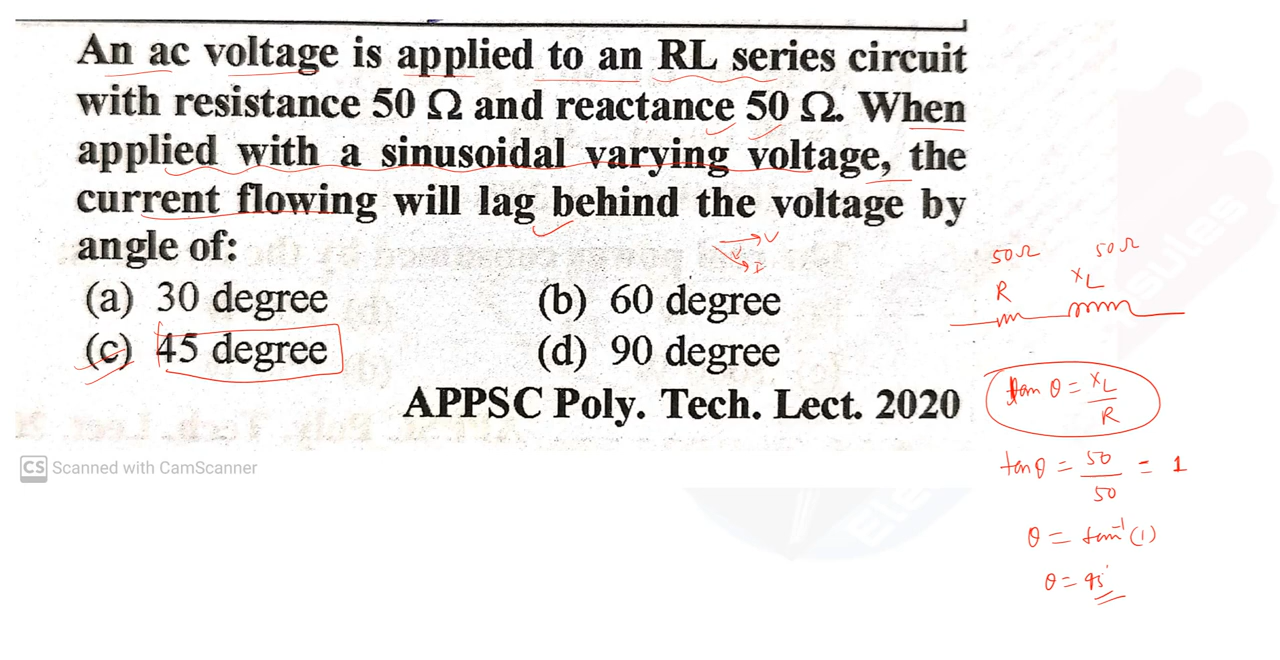 An ac voltage is applied to an RL series circuit
with resistance 50 Ω and reactance 50 Ω. When
applied with a sinusoidal varying voltage, the
current flowing will lag behind the voltage by
angle of:
(a) 30 degree (b) 60 degree
(c) 45 degree (d) 90 degree
APPSC Poly. Tech. Lect. 2020
CS Scanned with CamScanner
V
I
50Ω 50Ω
R XL
tan θ = XL/R
tanθ = 50/50 = 1
θ = tan⁻¹(1)
θ = 45°